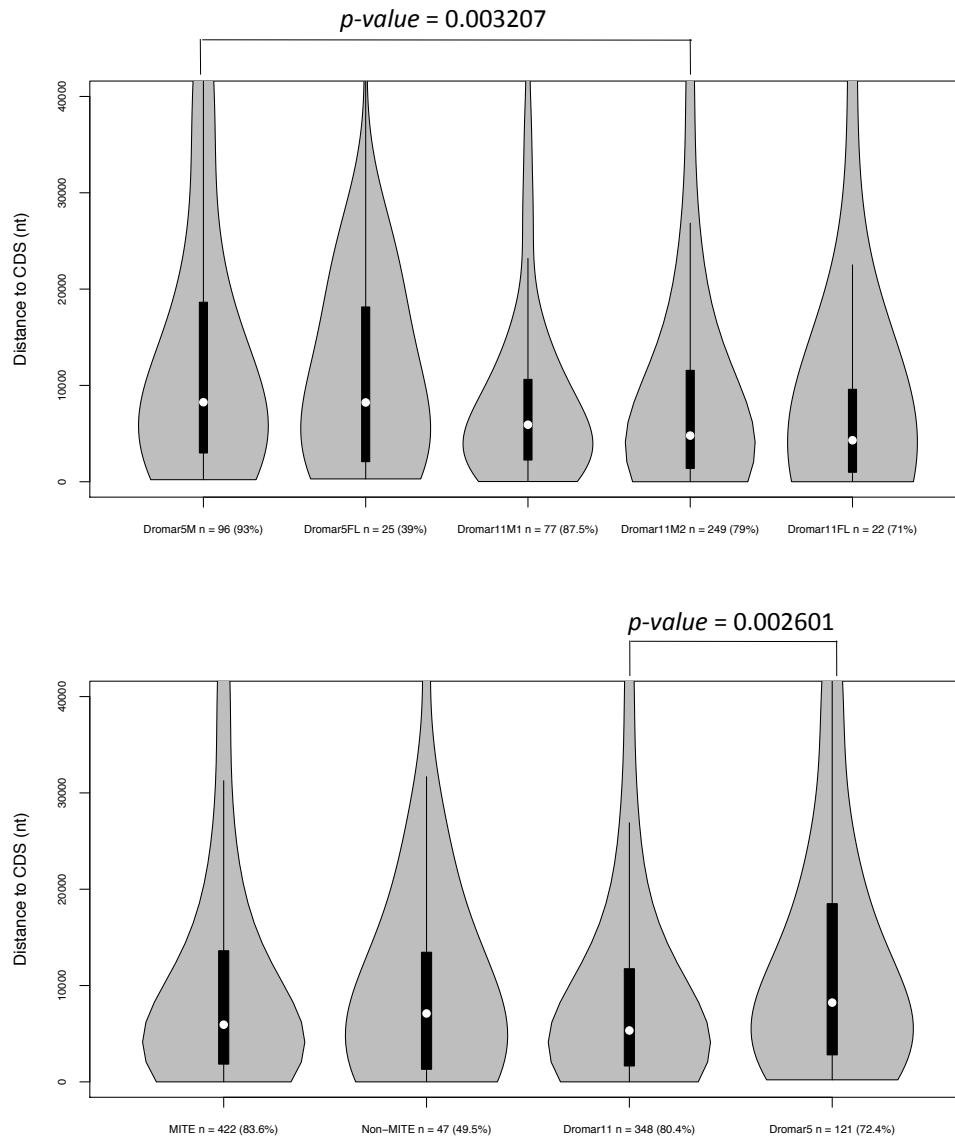 p-value = 0.003207
40000
30000
20000
10000
0
Distance to CDS (nt)
Dromar5M n = 96 (93%) Dromar5FL n = 25 (39%) Dromar11M1 n = 77 (87.5%) Dromar11M2 n = 249 (79%) Dromar11FL n = 22 (71%)
p-value = 0.002601
40000
30000
20000
10000
0
Distance to CDS (nt)
MITE n = 422 (83.6%) Non−MITE n = 47 (49.5%) Dromar11 n = 348 (80.4%) Dromar5 n = 121 (72.4%)